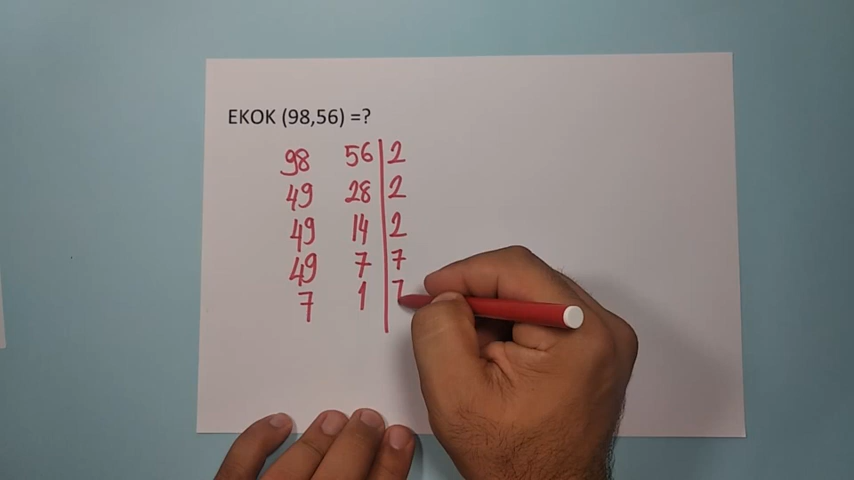 EKOK (98,56) =?
98 56 | 2
49 28 | 2
49 14 | 2
49 7 | 7
7 1 | 7